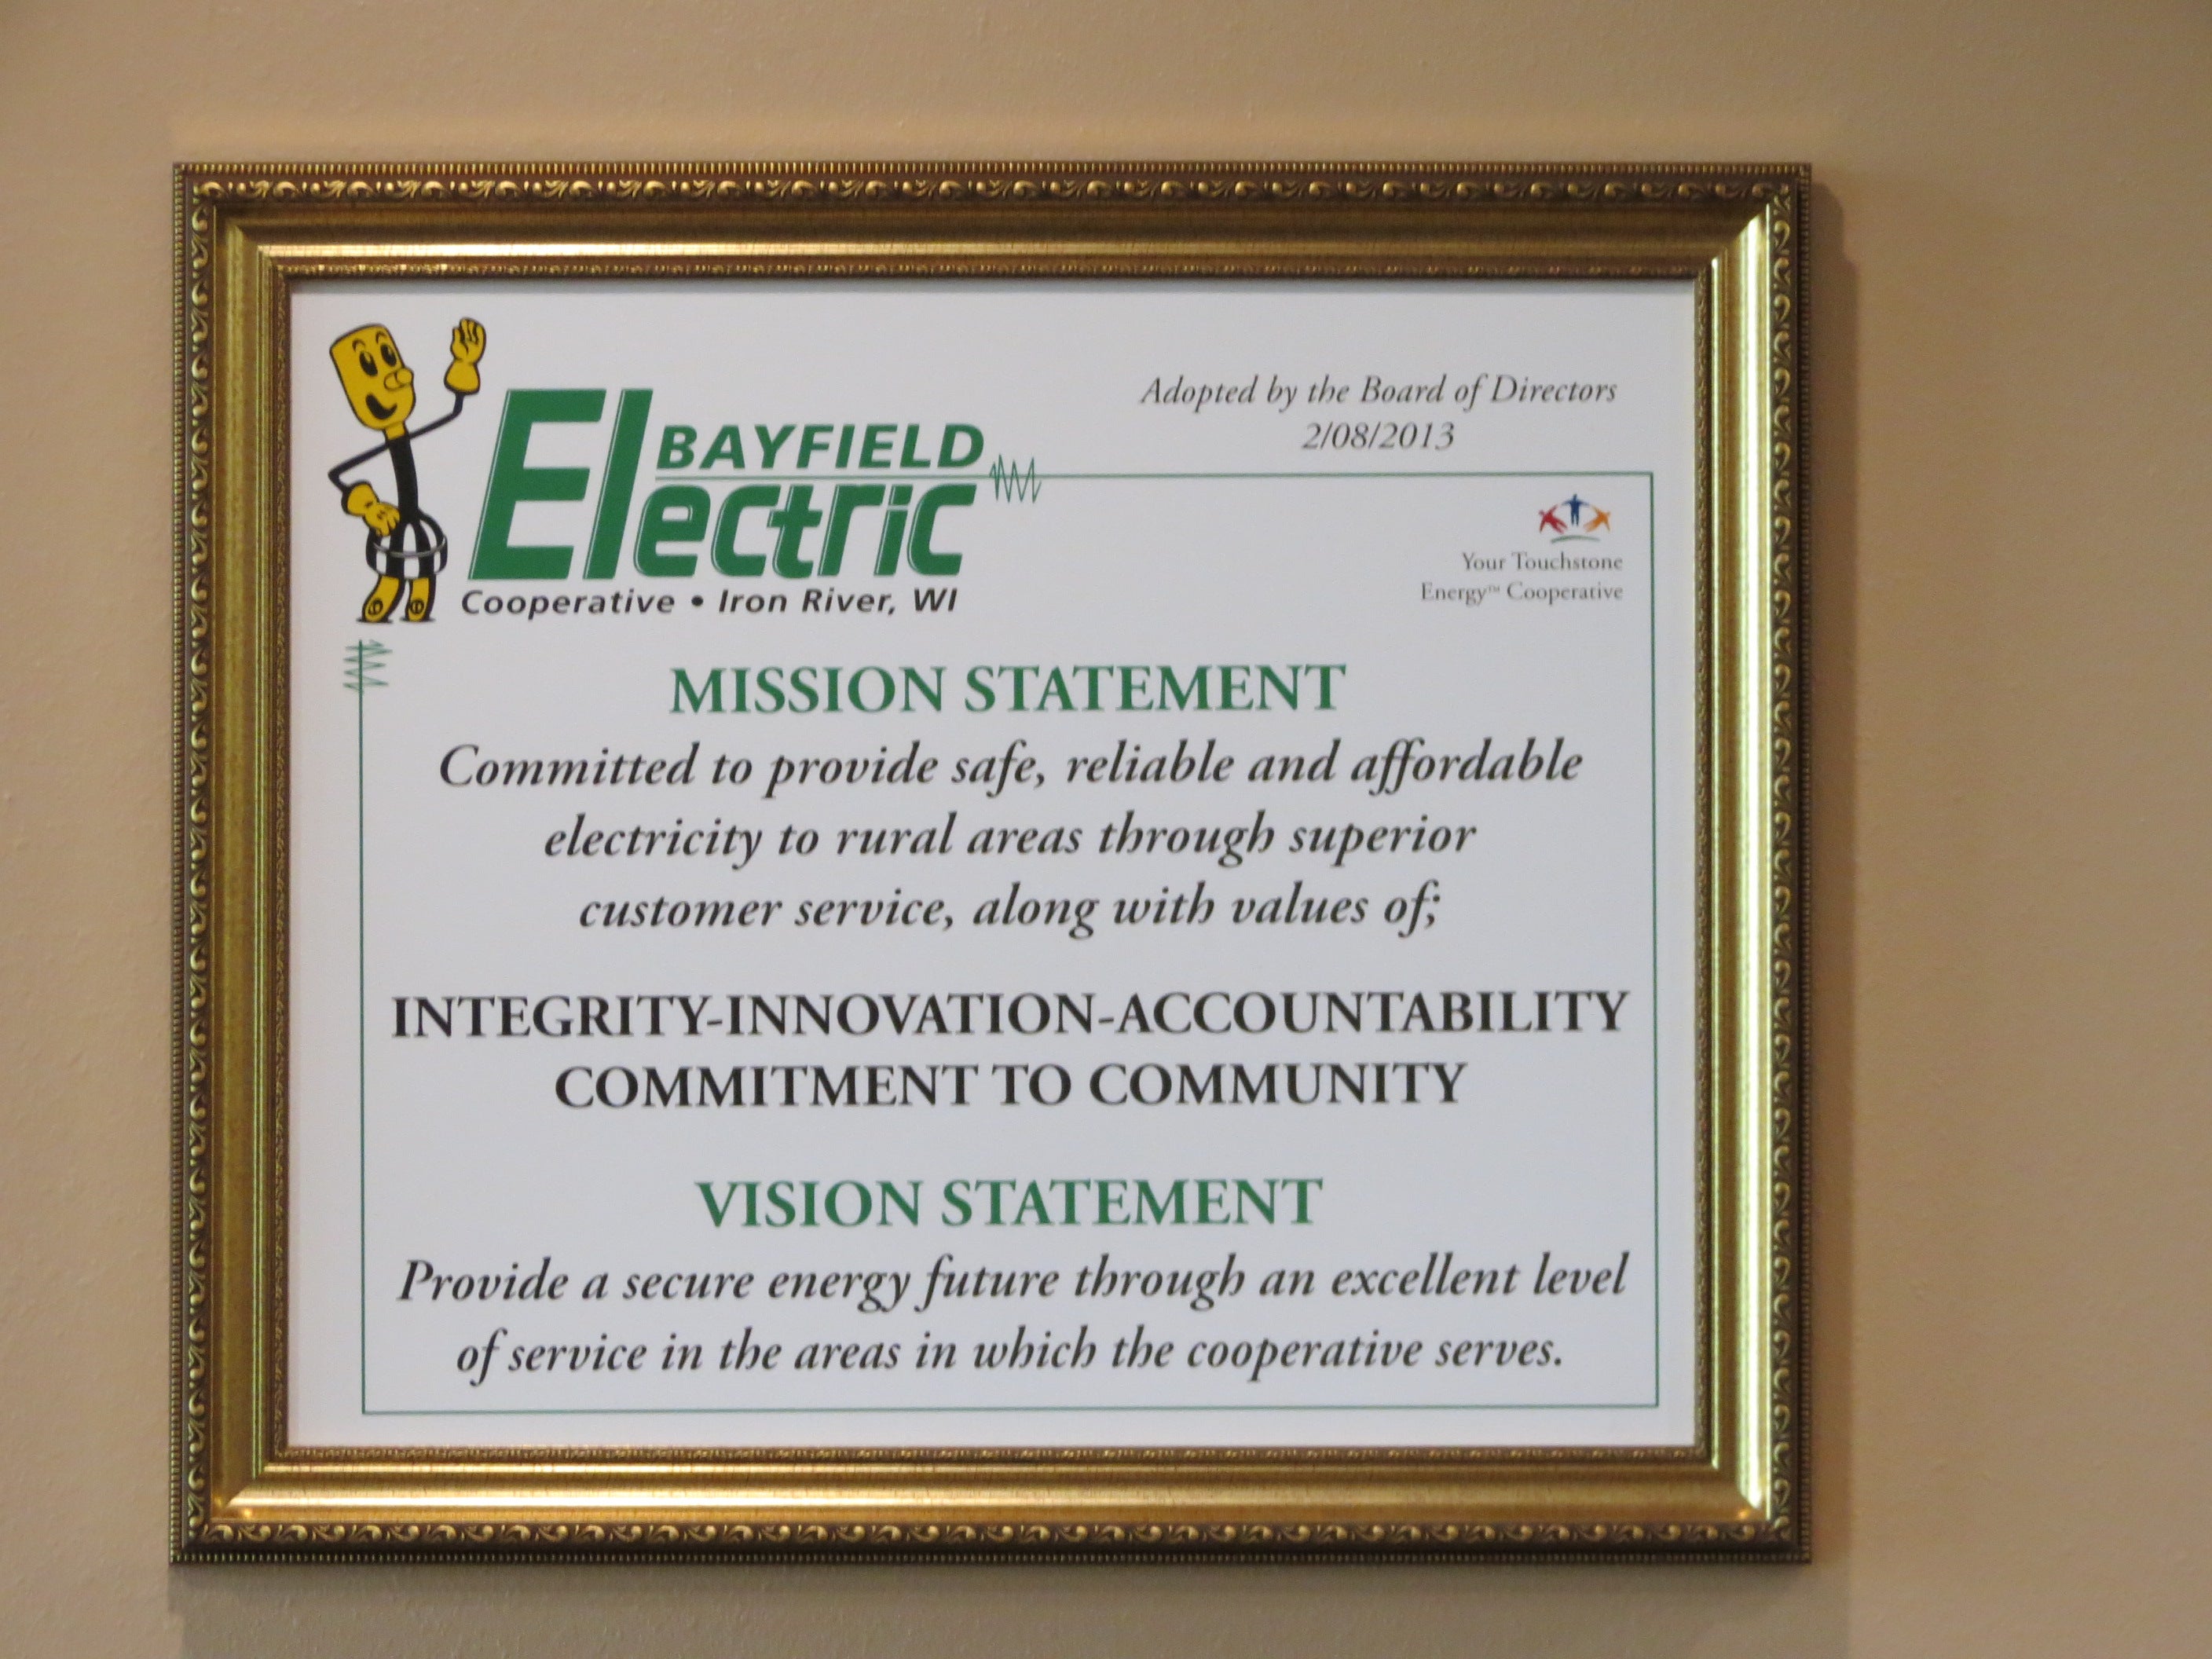 Adopted by the Board of Directors
2/08/2013
BAYFIELD
Electric
Cooperative • Iron River, WI
Your Touchstone
Energy™ Cooperative
MISSION STATEMENT
Committed to provide safe, reliable and affordable
electricity to rural areas through superior
customer service, along with values of;
INTEGRITY-INNOVATION-ACCOUNTABILITY
COMMITMENT TO COMMUNITY
VISION STATEMENT
Provide a secure energy future through an excellent level
of service in the areas in which the cooperative serves.